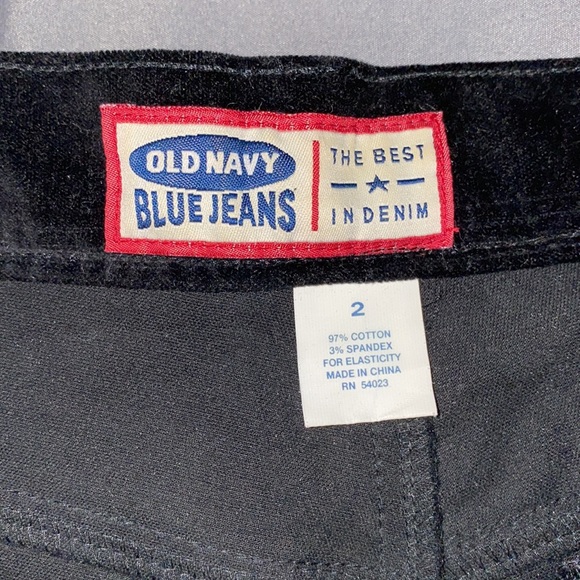 OLD NAVY
BLUE JEANS
THE BEST
IN DENIM
2
97% COTTON
3% SPANDEX
FOR ELASTICITY
MADE IN CHINA
RN 54023